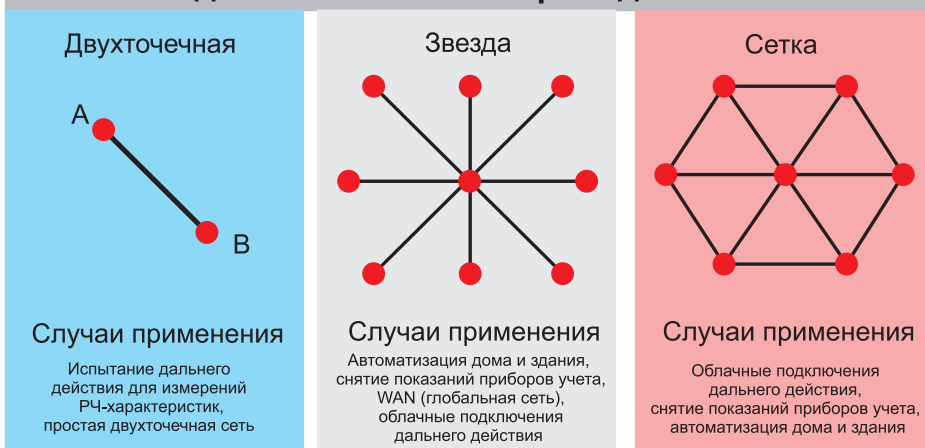 Двухточечная
A
B
Случаи применения
Испытание дальнего
действия для измерений
РЧ-характеристик,
простая двухточечная сеть
Звезда
Случаи применения
Автоматизация дома и здания,
снятие показаний приборов учета,
WAN (глобальная сеть),
облачные подключения
дальнего действия
Сетка
Случаи применения
Облачные подключения
дальнего действия,
снятие показаний приборов учета,
автоматизация дома и здания